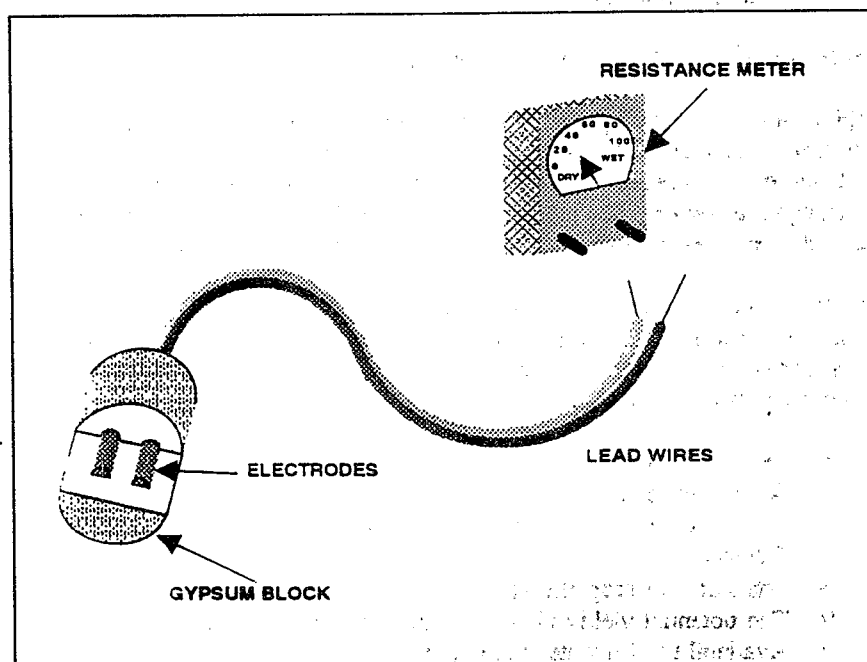 RESISTANCE METER
0 20 40 60 80 100
DRY WET
ELECTRODES
LEAD WIRES
GYPSUM BLOCK